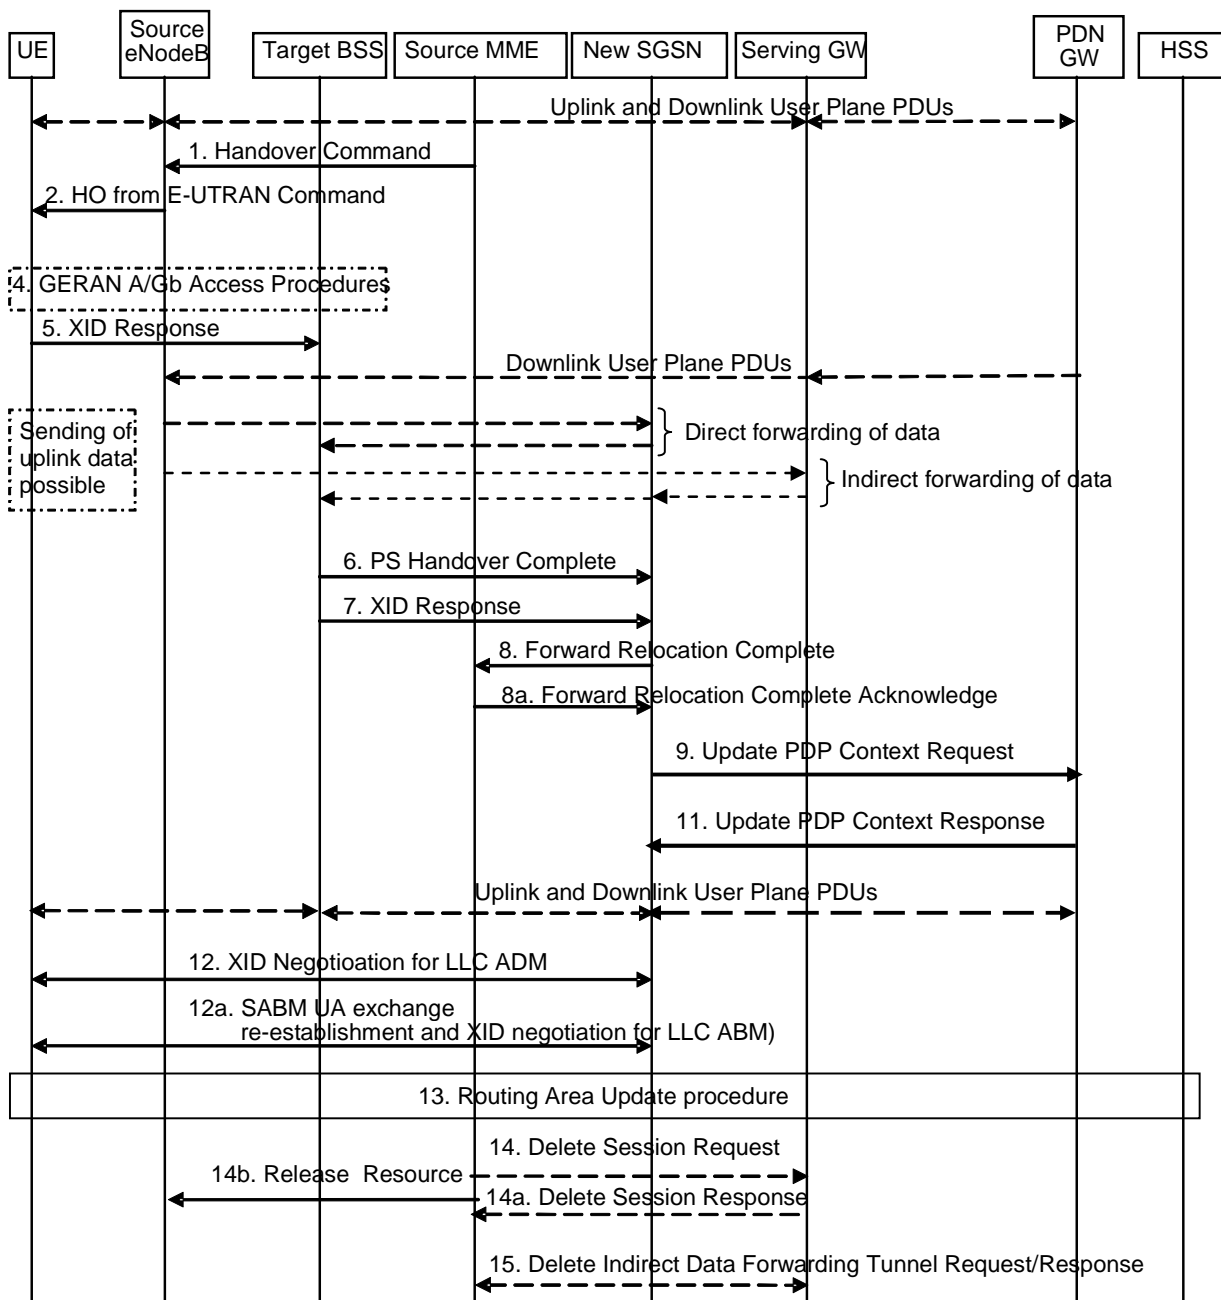 UE
Source
eNodeB
Target BSS
Source MME
New SGSN
Serving GW
PDN
GW
HSS
Uplink and Downlink User Plane PDUs
1. Handover Command
2. HO from E-UTRAN Command
4. GERAN A/Gb Access Procedures
5. XID Response
Downlink User Plane PDUs
Sending of
uplink data
possible
Direct forwarding of data
Indirect forwarding of data
6. PS Handover Complete
7. XID Response
8. Forward Relocation Complete
8a. Forward Relocation Complete Acknowledge
9. Update PDP Context Request
11. Update PDP Context Response
Uplink and Downlink User Plane PDUs
12. XID Negotioation for LLC ADM
12a. SABM UA exchange
re-establishment and XID negotiation for LLC ABM)
13. Routing Area Update procedure
14. Delete Session Request
14b. Release Resource
14a. Delete Session Response
15. Delete Indirect Data Forwarding Tunnel Request/Response